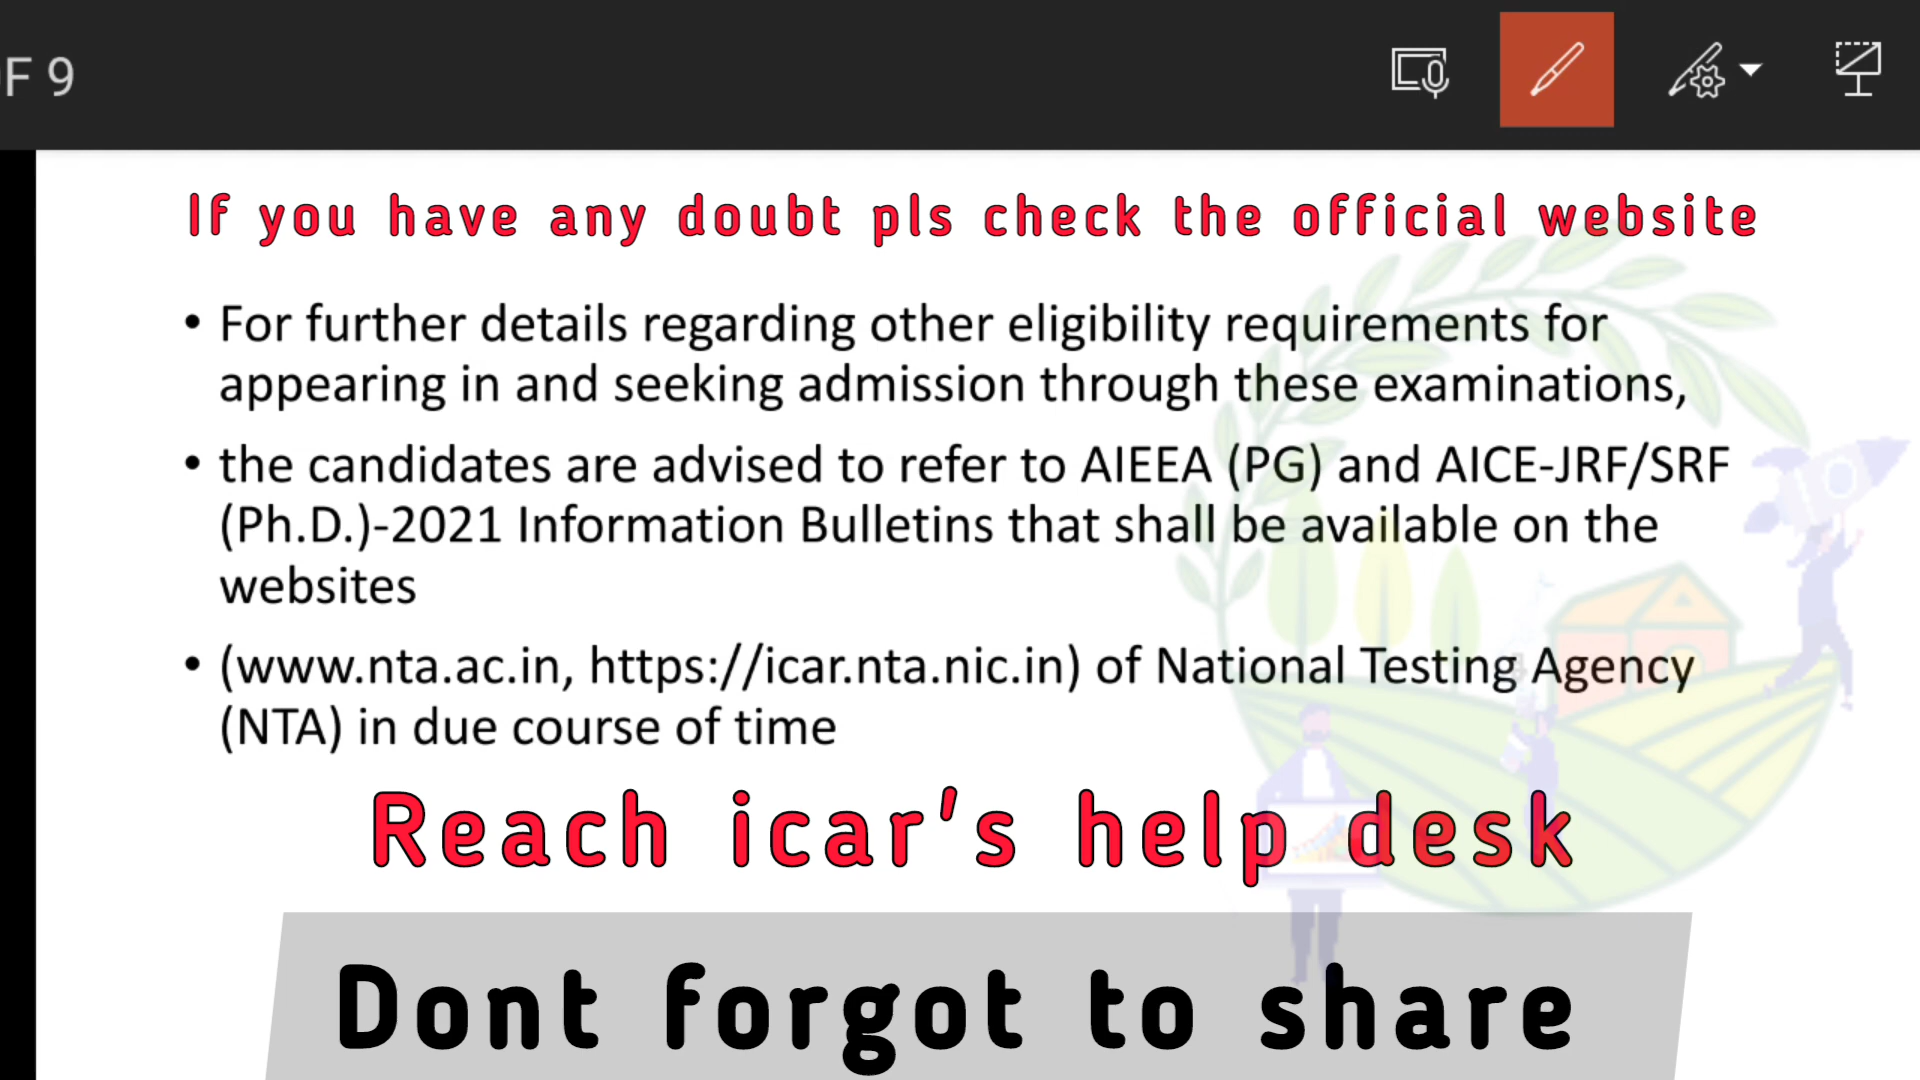 F 9
If you have any doubt pls check the official website
• For further details regarding other eligibility requirements for
appearing in and seeking admission through these examinations,
• the candidates are advised to refer to AIEEA (PG) and AICE-JRF/SRF
(Ph.D.)-2021 Information Bulletins that shall be available on the
websites
• (www.nta.ac.in, https://icar.nta.nic.in) of National Testing Agency
(NTA) in due course of time
Reach icar's help desk
Dont forgot to share